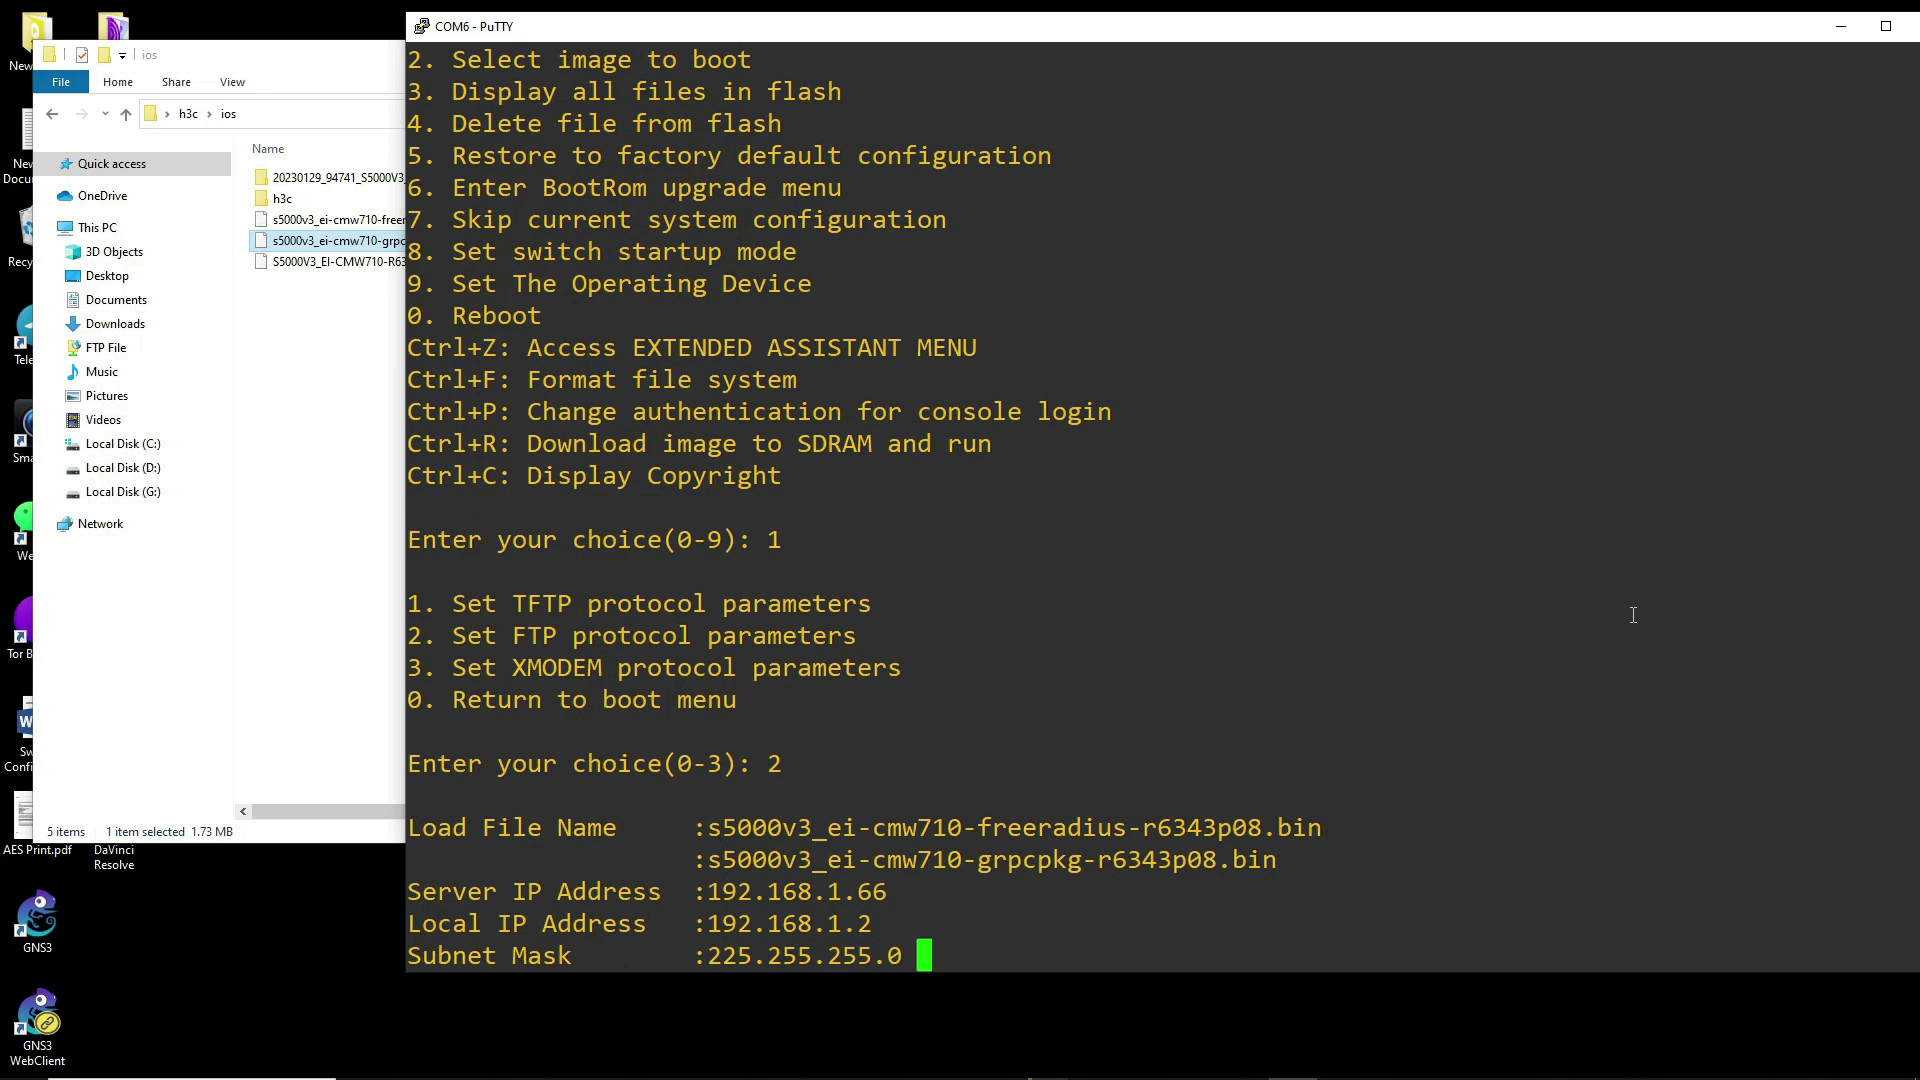 COM6 - PuTTY
New
ios
File
Home
Share
View
h3c
ios
Name
Quick access
OneDrive
This PC
3D Objects
Desktop
Documents
Downloads
FTP File
Music
Pictures
Videos
Local Disk (C:)
Local Disk (D:)
Local Disk (G:)
Network
20230129_94741_S5000V3_
h3c
s5000v3_ei-cmw710-freer
s5000v3_ei-cmw710-grpc
S5000V3_EI-CMW710-R63
5 items
1 item selected 1.73 MB
New
Docum
Recyc
Tele
Sma
We
Tor B
Sw
Confi
AES Print.pdf
DaVinci
Resolve
GNS3
GNS3
WebClient
2. Select image to boot
3. Display all files in flash
4. Delete file from flash
5. Restore to factory default configuration
6. Enter BootRom upgrade menu
7. Skip current system configuration
8. Set switch startup mode
9. Set The Operating Device
0. Reboot
Ctrl+Z: Access EXTENDED ASSISTANT MENU
Ctrl+F: Format file system
Ctrl+P: Change authentication for console login
Ctrl+R: Download image to SDRAM and run
Ctrl+C: Display Copyright
Enter your choice(0-9): 1
1. Set TFTP protocol parameters
2. Set FTP protocol parameters
3. Set XMODEM protocol parameters
0. Return to boot menu
Enter your choice(0-3): 2
Load File Name :s5000v3_ei-cmw710-freeradius-r6343p08.bin
:s5000v3_ei-cmw710-grpcpkg-r6343p08.bin
Server IP Address :192.168.1.66
Local IP Address :192.168.1.2
Subnet Mask :225.255.255.0